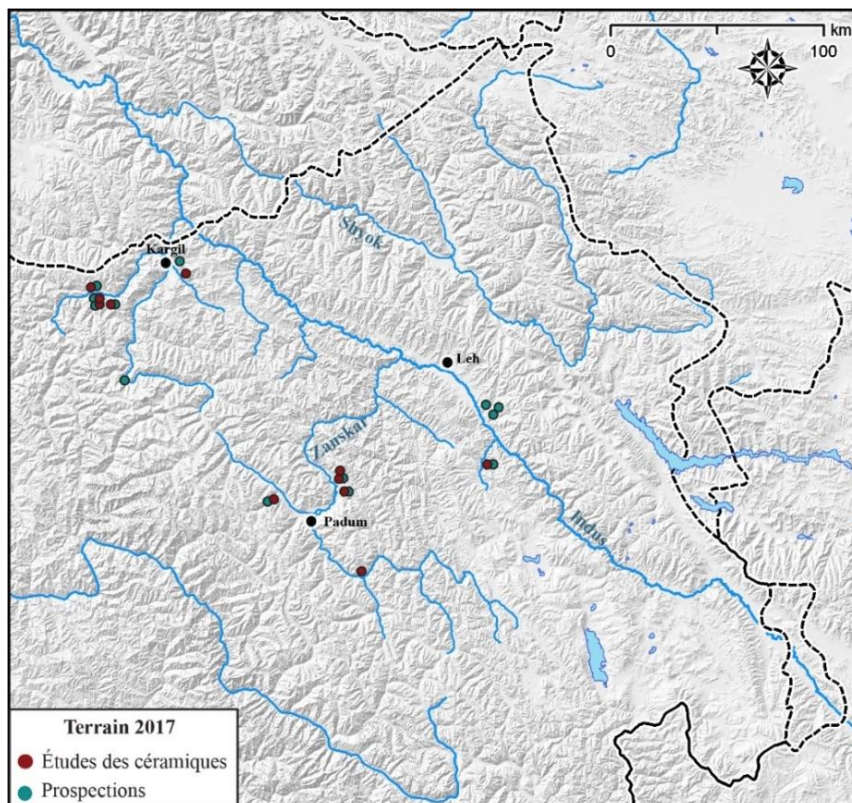 km
0 100
Shyok
Kargil
Leh
Zanskar
Padum
Indus
Terrain 2017
Études des céramiques
Prospections